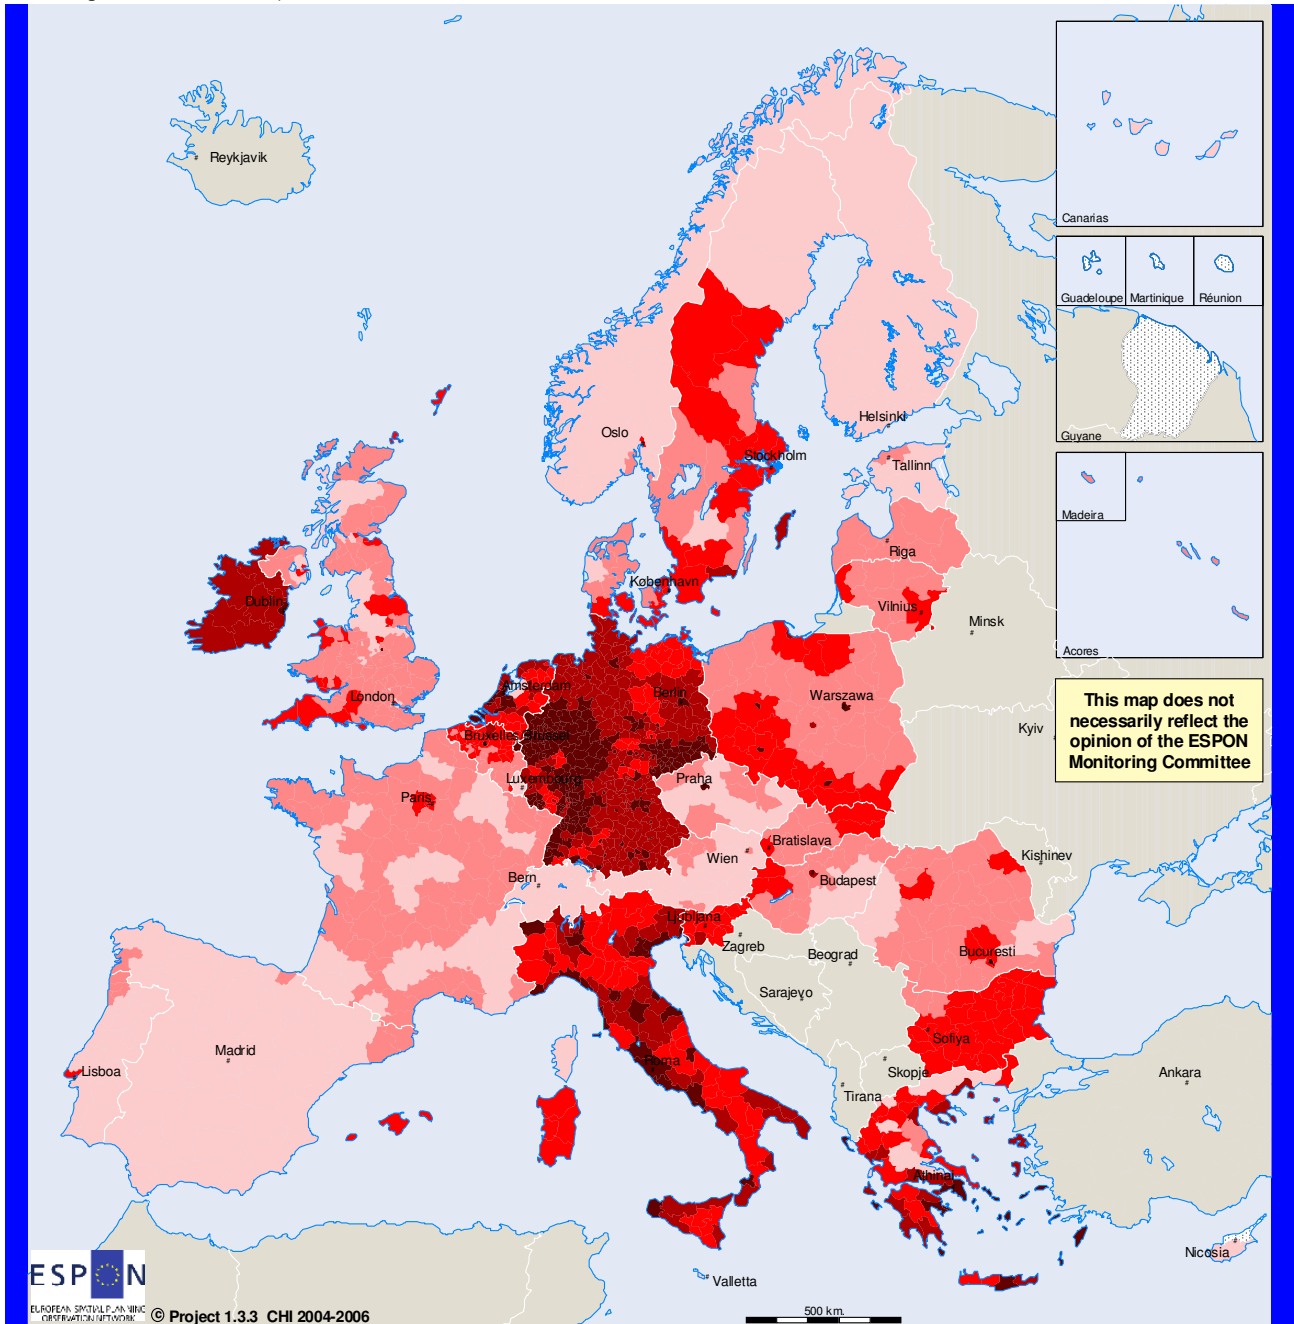 Reykjavik
Canarias
Guadeloupe
Martinique
Réunion
Guyane
Madeira
Acores
This map does not
necessarily reflect the
opinion of the ESPON
Monitoring Committee
Oslo
Helsinki
Stockholm
Tallinn
Riga
København
Vilnius
Minsk
Dublin
London
Amsterdam
Berlin
Warszawa
Kyiv
Bruxelles/Brussel
Luxembourg
Praha
Paris
Bratislava
Wien
Kishinev
Bern
Budapest
Ljubljana
Zagreb
Beograd
Bucuresti
Sarajevo
Sofiya
Madrid
Lisboa
Roma
Skopje
Tirana
Ankara
Athinai
Nicosia
Valletta
ESPON
EUROPEAN SPATIAL PLANNING
OBSERVATION NETWORK
© Project 1.3.3 CHI 2004-2006
500 km.